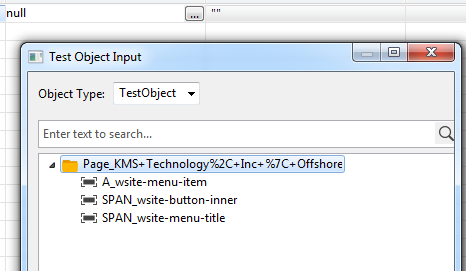 null ... ""
Test Object Input
Object Type: TestObject
Enter text to search...
Page_KMS+Technology%2C+Inc+%7C+Offshore
A_wsite-menu-item
SPAN_wsite-button-inner
SPAN_wsite-menu-title